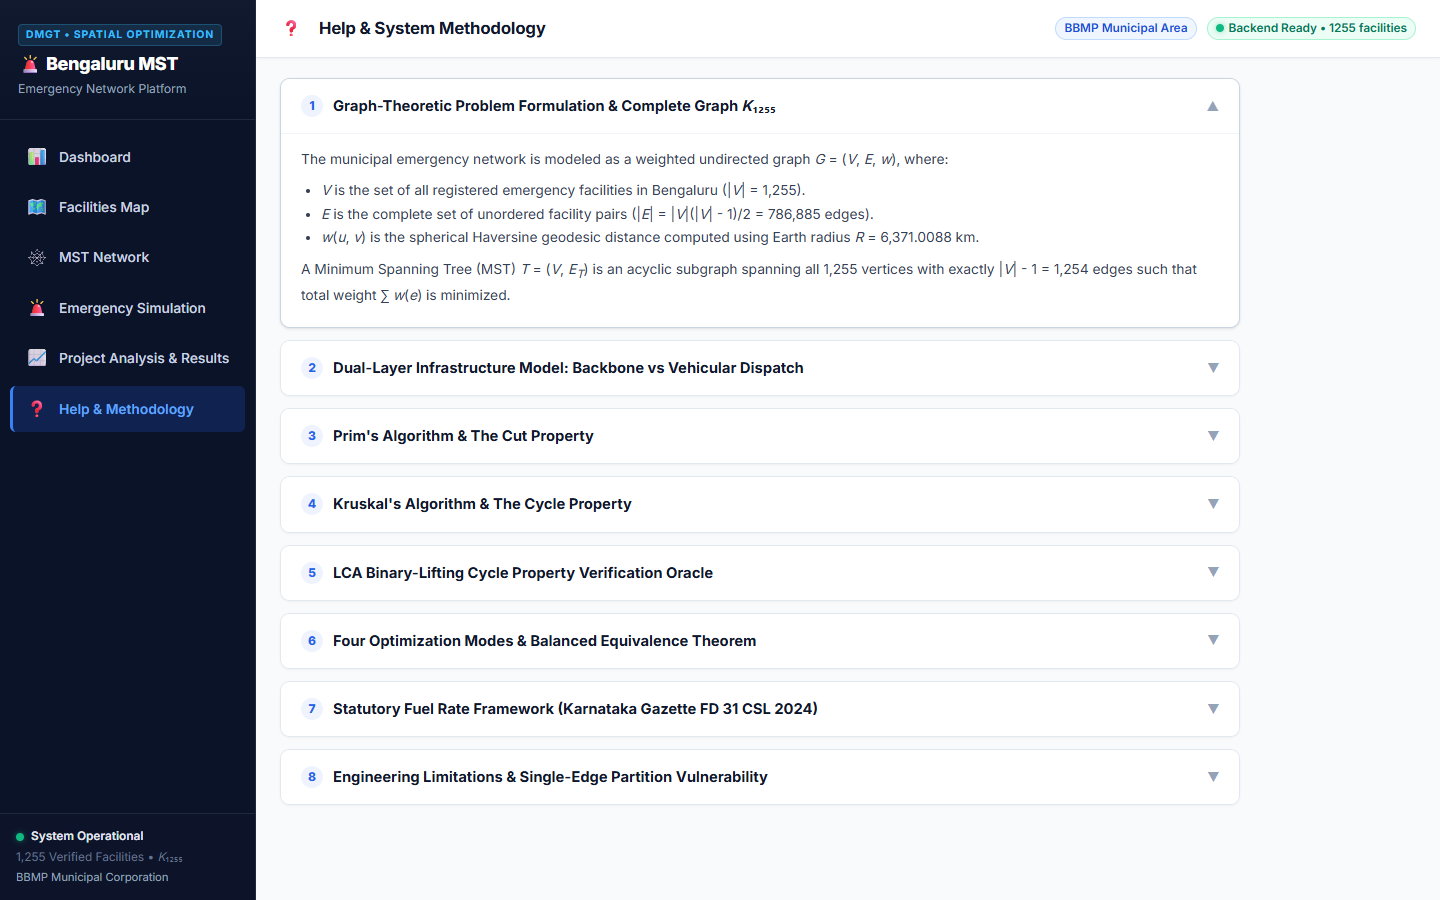 DMGT • SPATIAL OPTIMIZATION
Bengaluru MST
Emergency Network Platform
Dashboard
Facilities Map
MST Network
Emergency Simulation
Project Analysis & Results
Help & Methodology
System Operational
1,255 Verified Facilities • K₁₂₅₅
BBMP Municipal Corporation
Help & System Methodology
BBMP Municipal Area
Backend Ready • 1255 facilities
1 Graph-Theoretic Problem Formulation & Complete Graph K₁₂₅₅
The municipal emergency network is modeled as a weighted undirected graph G = (V, E, w), where:
• V is the set of all registered emergency facilities in Bengaluru (|V| = 1,255).
• E is the complete set of unordered facility pairs (|E| = |V|(|V| - 1)/2 = 786,885 edges).
• w(u, v) is the spherical Haversine geodesic distance computed using Earth radius R = 6,371.0088 km.
A Minimum Spanning Tree (MST) T = (V, E_T) is an acyclic subgraph spanning all 1,255 vertices with exactly |V| - 1 = 1,254 edges such that
total weight ∑ w(e) is minimized.
2 Dual-Layer Infrastructure Model: Backbone vs Vehicular Dispatch
3 Prim's Algorithm & The Cut Property
4 Kruskal's Algorithm & The Cycle Property
5 LCA Binary-Lifting Cycle Property Verification Oracle
6 Four Optimization Modes & Balanced Equivalence Theorem
7 Statutory Fuel Rate Framework (Karnataka Gazette FD 31 CSL 2024)
8 Engineering Limitations & Single-Edge Partition Vulnerability